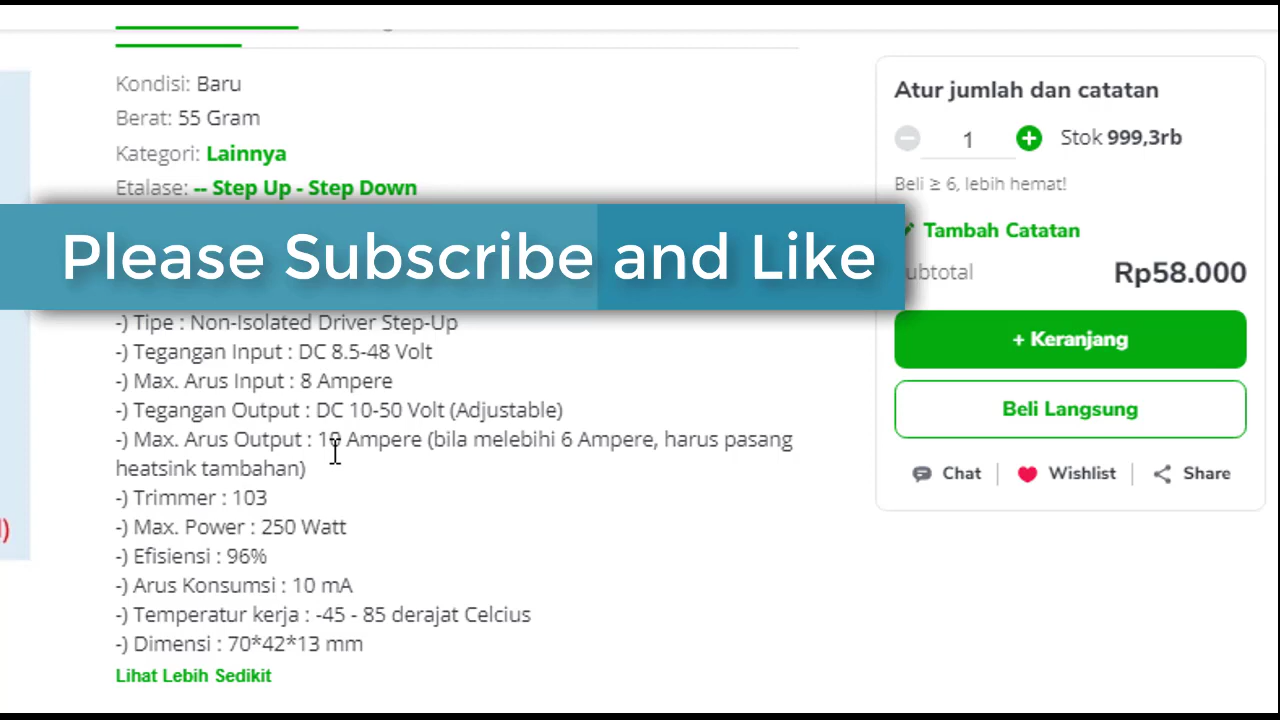 Kondisi: Baru
Berat: 55 Gram
Kategori: Lainnya
Etalase: -- Step Up - Step Down
Please Subscribe and Like
-) Tipe : Non-Isolated Driver Step-Up
-) Tegangan Input : DC 8.5-48 Volt
-) Max. Arus Input : 8 Ampere
-) Tegangan Output : DC 10-50 Volt (Adjustable)
-) Max. Arus Output : 10 Ampere (bila melebihi 6 Ampere, harus pasang
heatsink tambahan)
-) Trimmer : 103
-) Max. Power : 250 Watt
-) Efisiensi : 96%
-) Arus Konsumsi : 10 mA
-) Temperatur kerja : -45 - 85 derajat Celcius
-) Dimensi : 70*42*13 mm
Lihat Lebih Sedikit
Atur jumlah dan catatan
1
Stok 999,3rb
Beli ≥ 6, lebih hemat!
Tambah Catatan
ubtotal
Rp58.000
+ Keranjang
Beli Langsung
Chat
Wishlist
Share